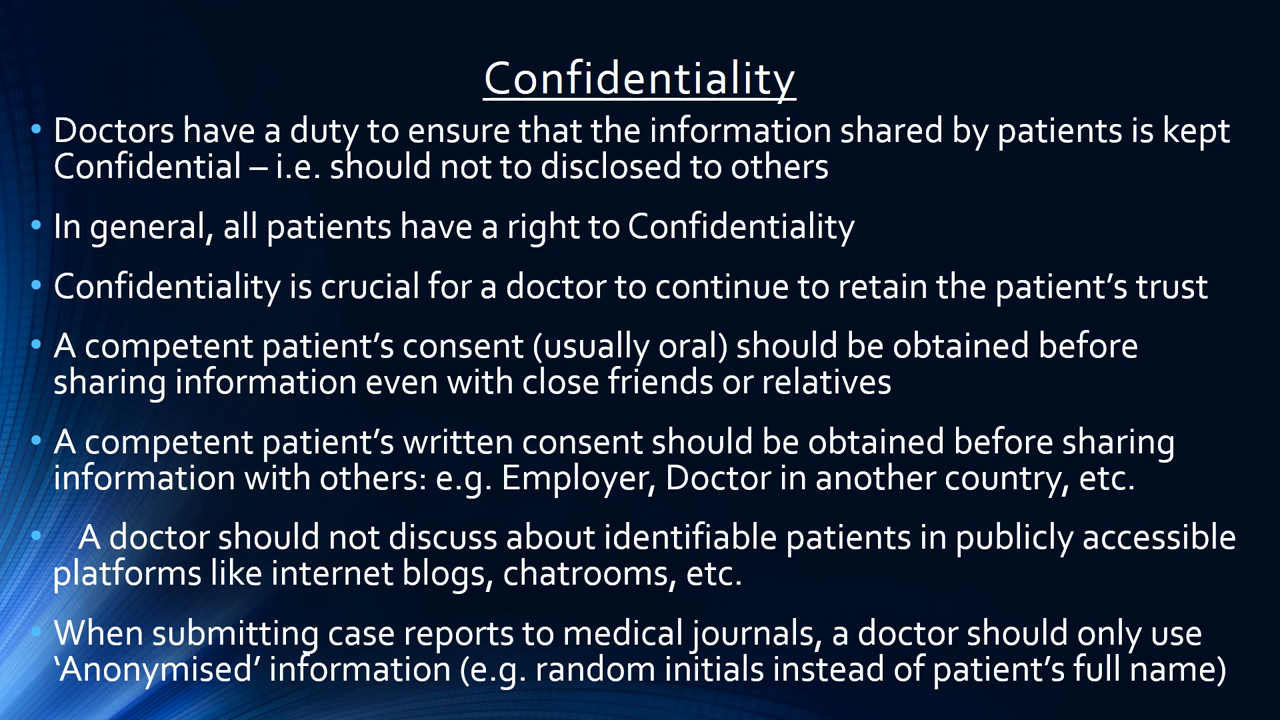 Confidentiality
• Doctors have a duty to ensure that the information shared by patients is kept
Confidential – i.e. should not to disclosed to others
• In general, all patients have a right to Confidentiality
• Confidentiality is crucial for a doctor to continue to retain the patient’s trust
• A competent patient’s consent (usually oral) should be obtained before
sharing information even with close friends or relatives
• A competent patient’s written consent should be obtained before sharing
information with others: e.g. Employer, Doctor in another country, etc.
• A doctor should not discuss about identifiable patients in publicly accessible
platforms like internet blogs, chatrooms, etc.
• When submitting case reports to medical journals, a doctor should only use
‘Anonymised’ information (e.g. random initials instead of patient’s full name)